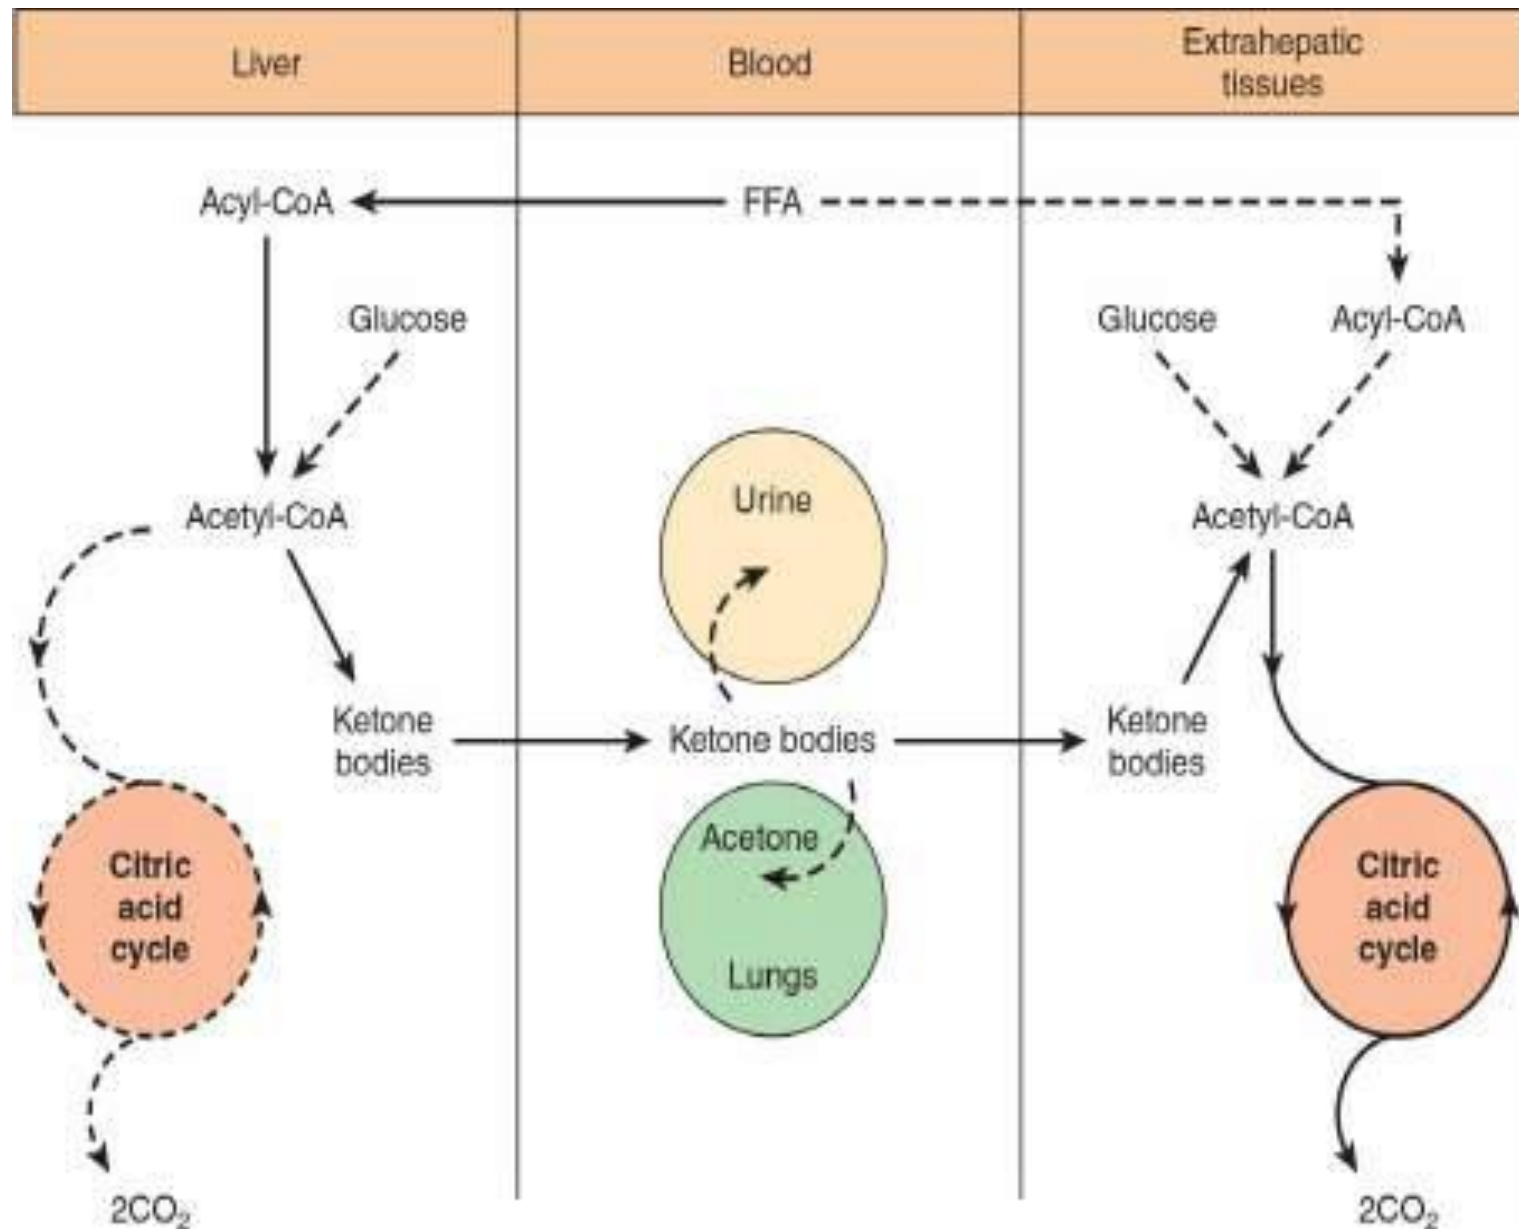 Liver
Blood
Extrahepatic
tissues
Acyl-CoA
FFA
Glucose
Glucose
Acyl-CoA
Urine
Acetyl-CoA
Acetyl-CoA
Ketone
bodies
Ketone bodies
Ketone
bodies
Acetone
Citric
acid
cycle
Lungs
Citric
acid
cycle
2CO₂
2CO₂